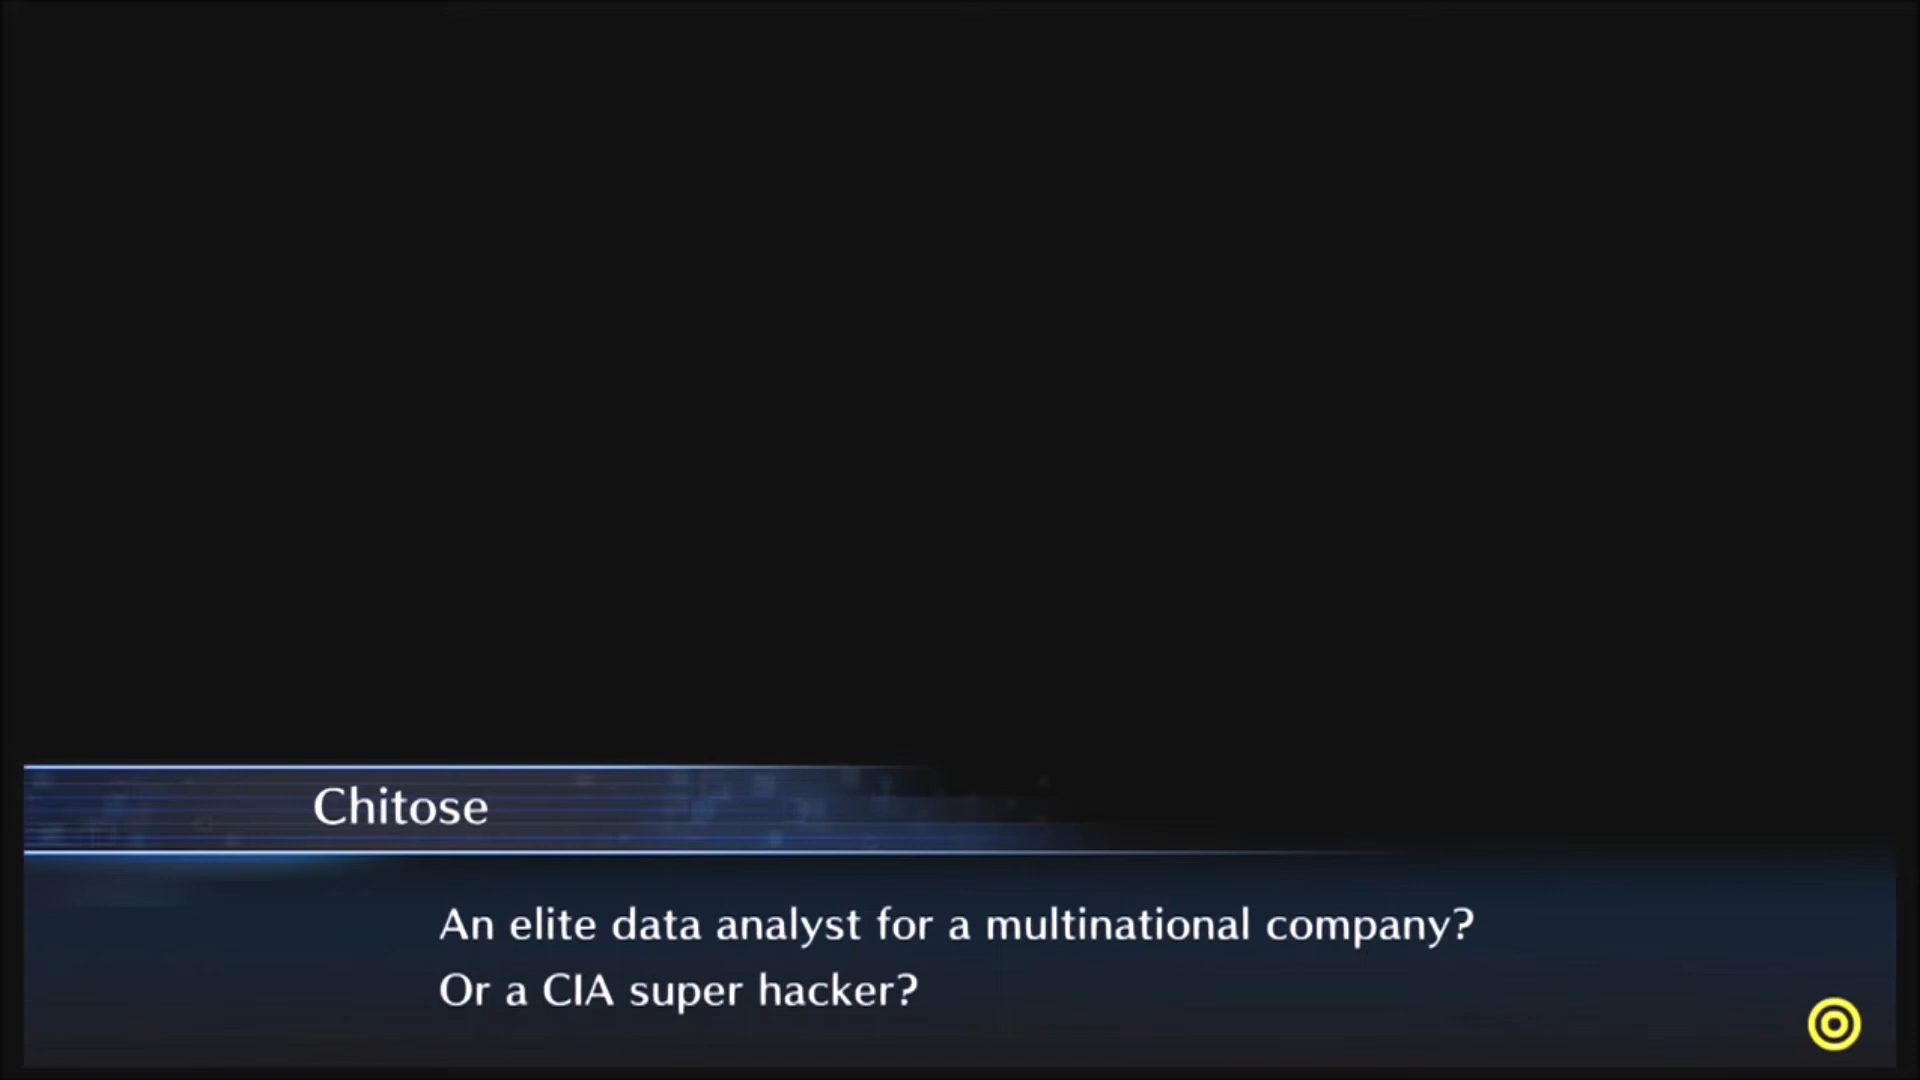 Chitose
An elite data analyst for a multinational company?
Or a CIA super hacker?